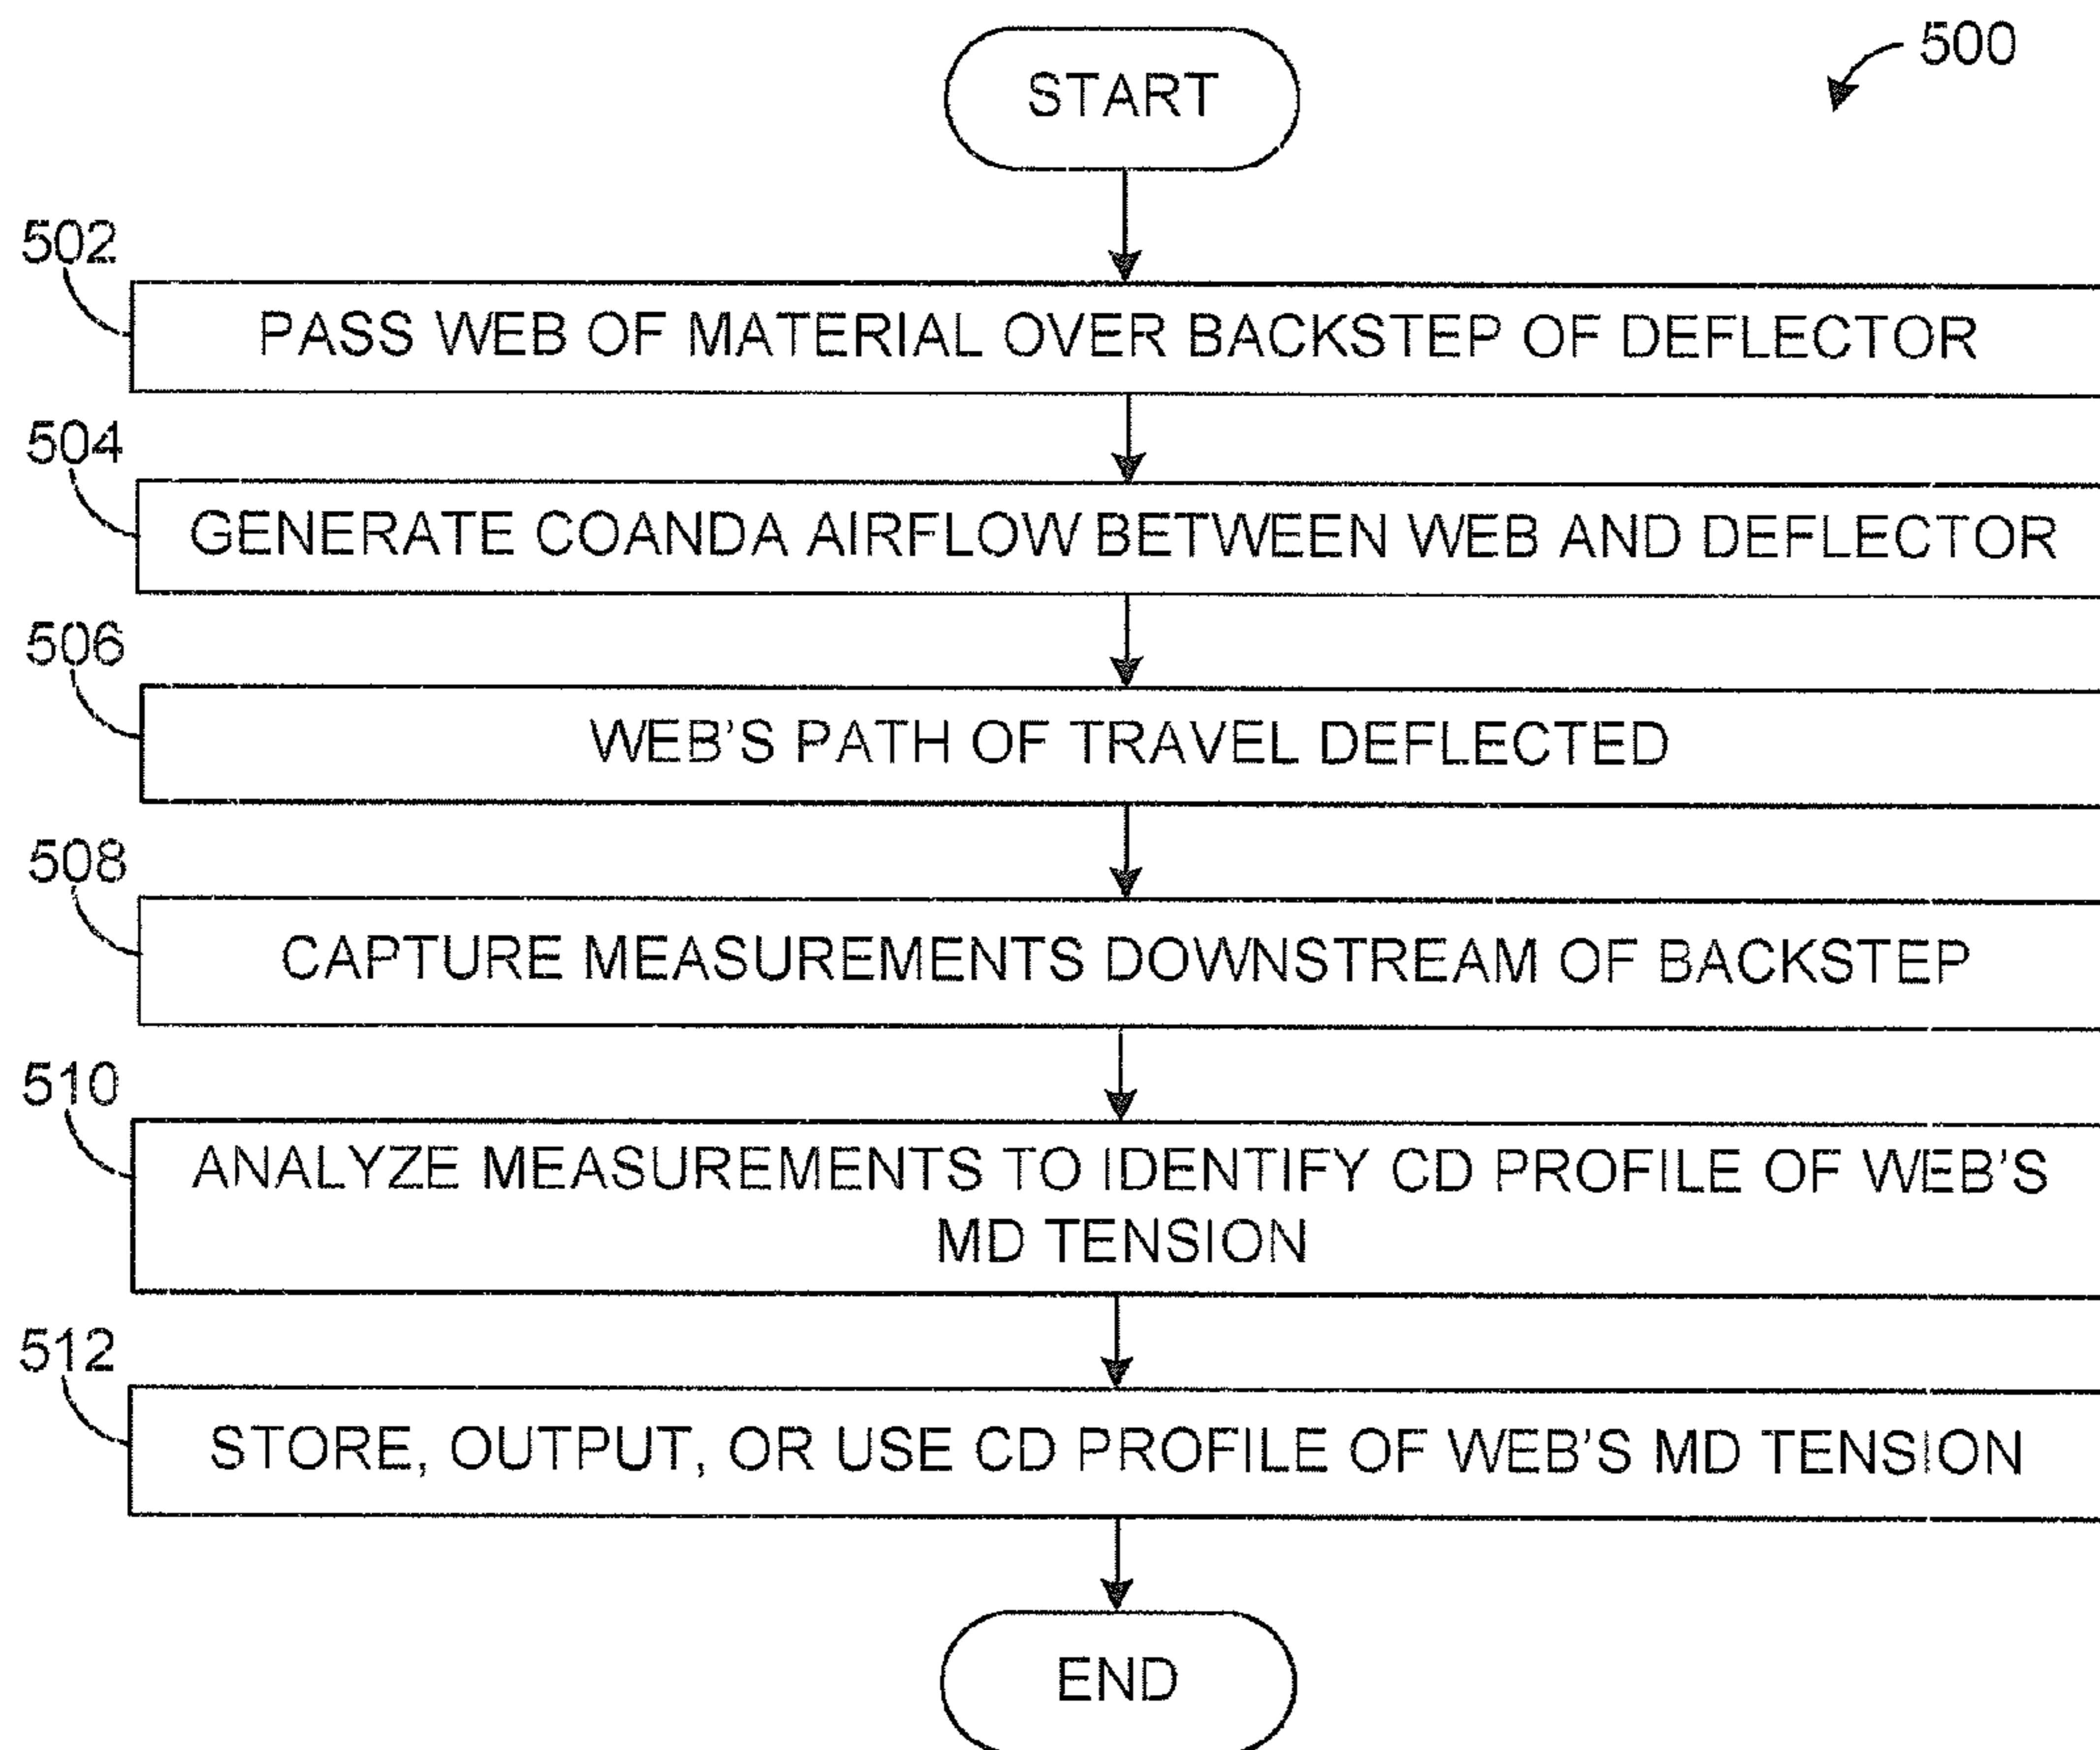 START
500
502
PASS WEB OF MATERIAL OVER BACKSTEP OF DEFLECTOR
504
GENERATE COANDA AIRFLOW BETWEEN WEB AND DEFLECTOR
506
WEB'S PATH OF TRAVEL DEFLECTED
508
CAPTURE MEASUREMENTS DOWNSTREAM OF BACKSTEP
510
ANALYZE MEASUREMENTS TO IDENTIFY CD PROFILE OF WEB'S
MD TENSION
512
STORE, OUTPUT, OR USE CD PROFILE OF WEB'S MD TENSION
END